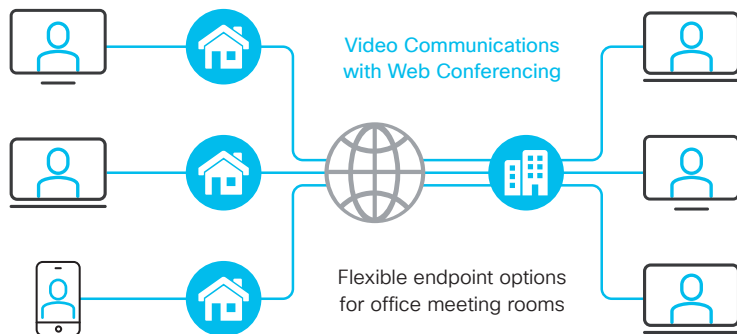 Video Communications
with Web Conferencing
Flexible endpoint options
for office meeting rooms